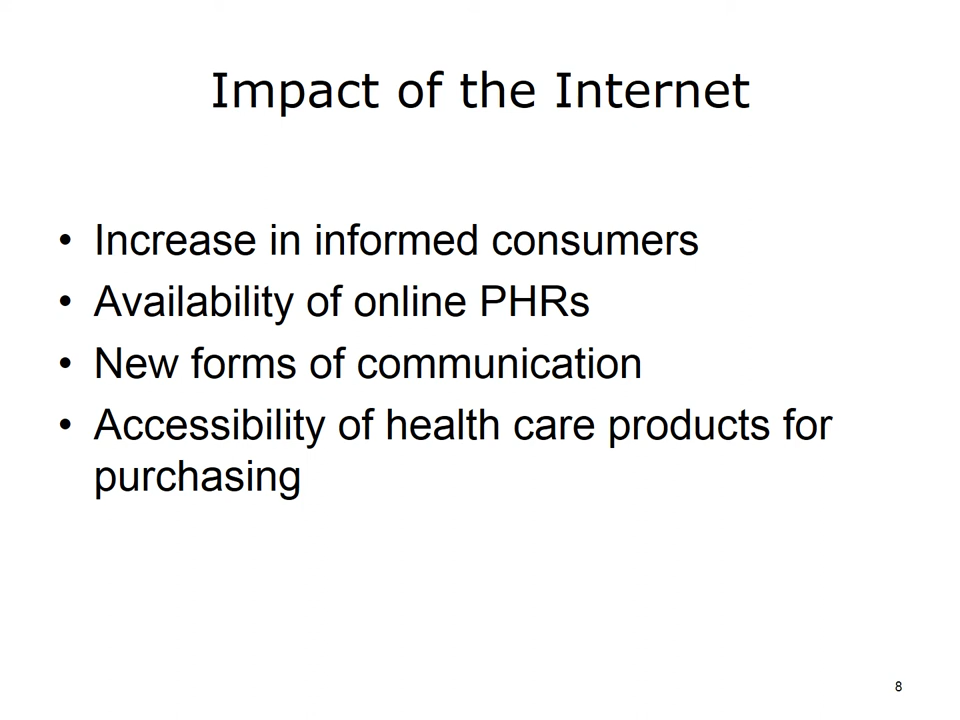 Impact of the Internet
• Increase in informed consumers
• Availability of online PHRs
• New forms of communication
• Accessibility of health care products for
purchasing
8